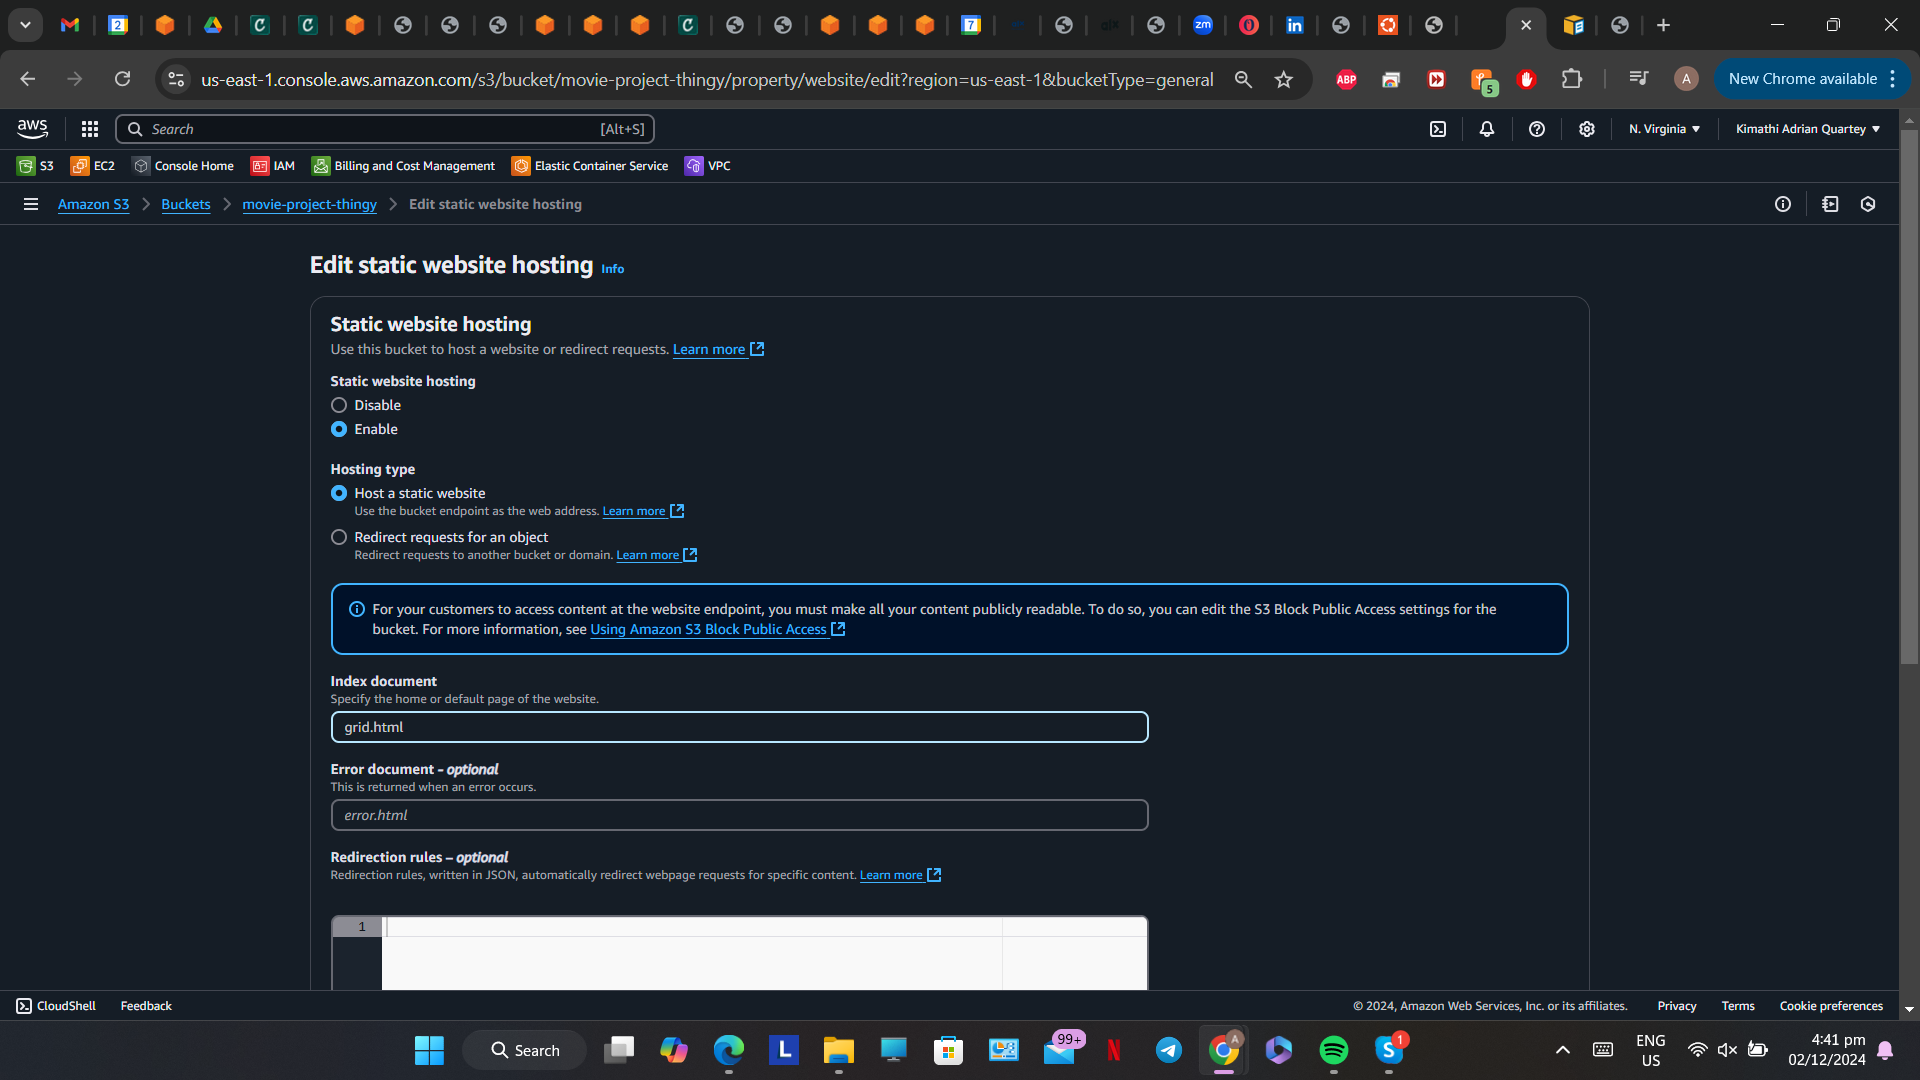 us-east-1.console.aws.amazon.com/s3/bucket/movie-project-thingy/property/website/edit?region=us-east-1&bucketType=general
ABP
5
A
New Chrome available
aws
Search
[Alt+S]
N. Virginia
Kimathi Adrian Quartey
S3
EC2
Console Home
IAM
Billing and Cost Management
Elastic Container Service
VPC
Amazon S3
Buckets
movie-project-thingy
Edit static website hosting
Edit static website hosting Info
Static website hosting
Use this bucket to host a website or redirect requests. Learn more
Static website hosting
Disable
Enable
Hosting type
Host a static website
Use the bucket endpoint as the web address. Learn more
Redirect requests for an object
Redirect requests to another bucket or domain. Learn more
For your customers to access content at the website endpoint, you must make all your content publicly readable. To do so, you can edit the S3 Block Public Access settings for the
bucket. For more information, see Using Amazon S3 Block Public Access
Index document
Specify the home or default page of the website.
grid.html
Error document - optional
This is returned when an error occurs.
error.html
Redirection rules – optional
Redirection rules, written in JSON, automatically redirect webpage requests for specific content. Learn more
1
CloudShell
Feedback
© 2024, Amazon Web Services, Inc. or its affiliates.
Privacy
Terms
Cookie preferences
Search
L
99+
N
A
S
1
ENG
US
4:41 pm
02/12/2024